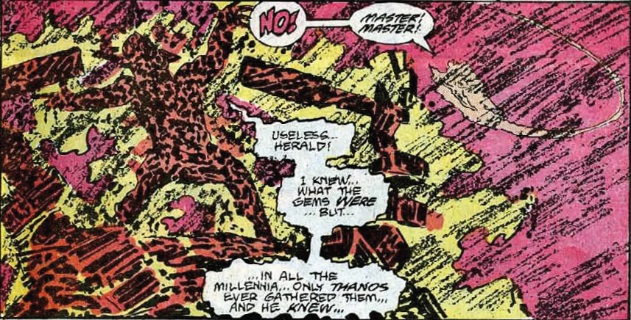 NO!
MASTER!
MASTER!
USELESS...
HERALD!
I KNEW...
WHAT THE
GEMS WERE
...BUT...
...IN ALL THE
MILLENNIA...ONLY THANOS
EVER GATHERED THEM...
AND HE KNEW...